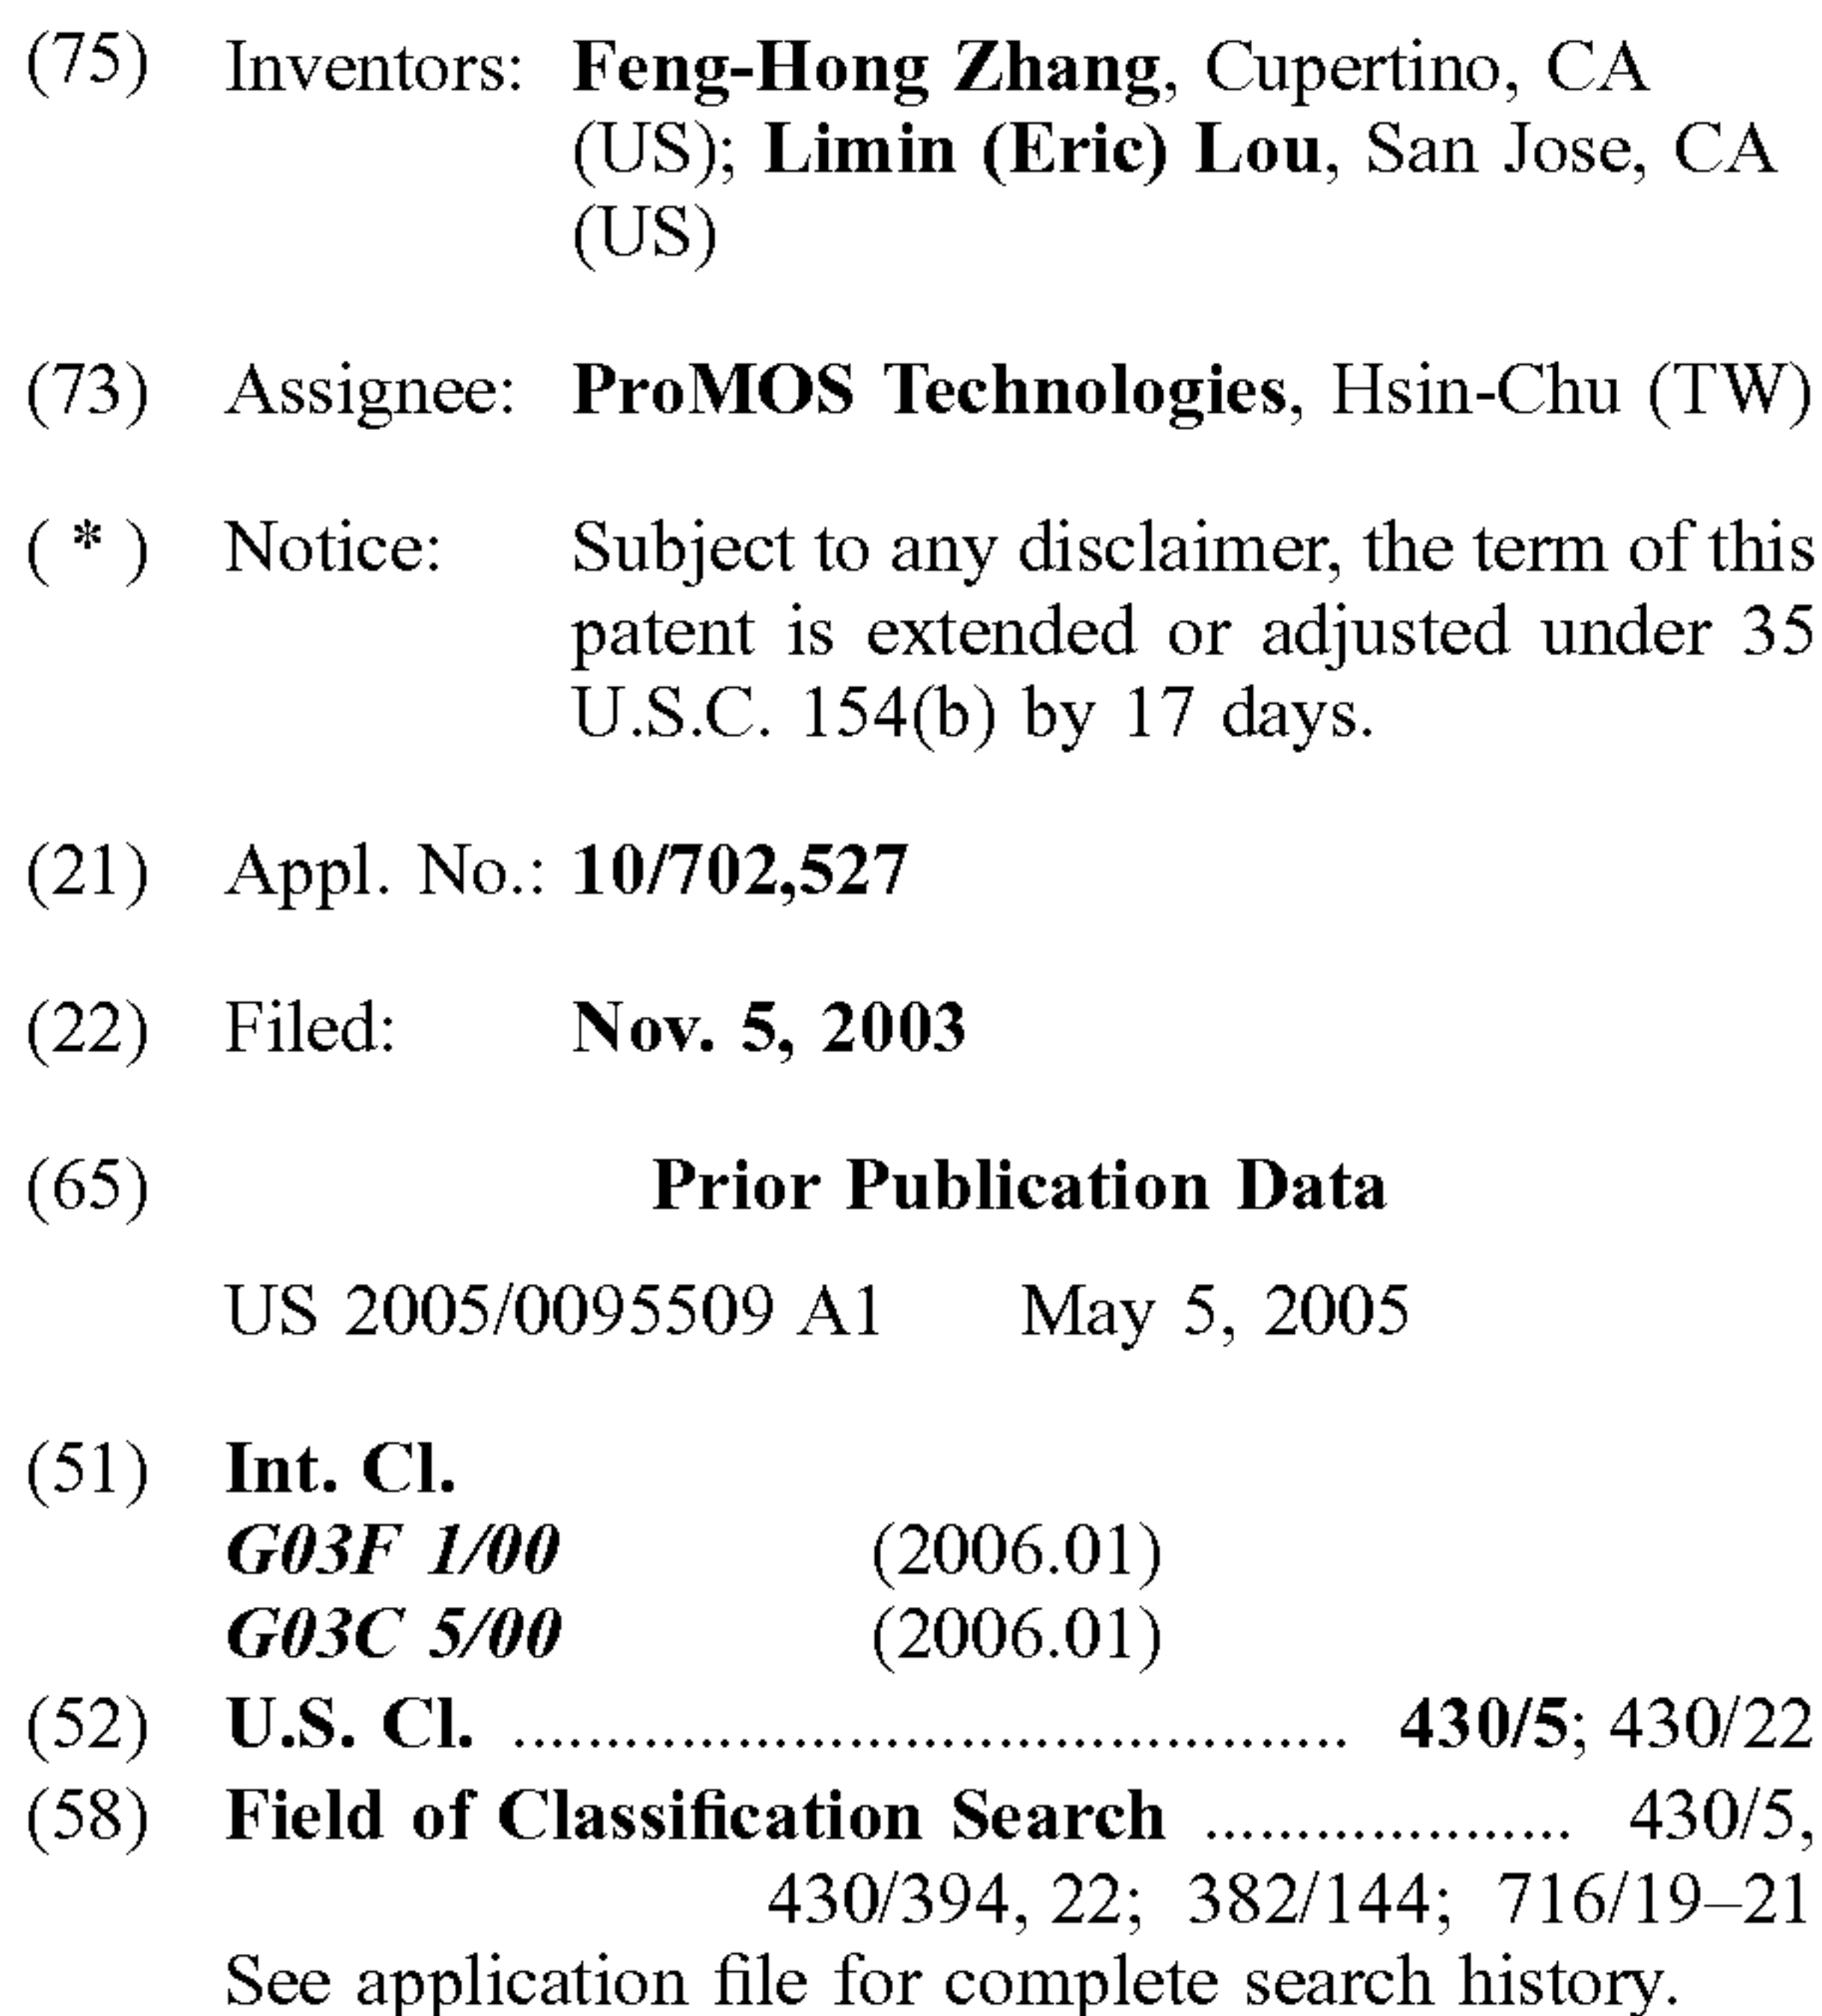 (75) Inventors: Feng-Hong Zhang, Cupertino, CA
(US); Limin (Eric) Lou, San Jose, CA
(US)
(73) Assignee: ProMOS Technologies, Hsin-Chu (TW)
( * ) Notice: Subject to any disclaimer, the term of this
patent is extended or adjusted under 35
U.S.C. 154(b) by 17 days.
(21) Appl. No.: 10/702,527
(22) Filed: Nov. 5, 2003
(65) Prior Publication Data
US 2005/0095509 A1 May 5, 2005
(51) Int. Cl.
G03F 1/00 (2006.01)
G03C 5/00 (2006.01)
(52) U.S. Cl. ............................................. 430/5; 430/22
(58) Field of Classification Search .................... 430/5,
430/394, 22; 382/144; 716/19–21
See application file for complete search history.